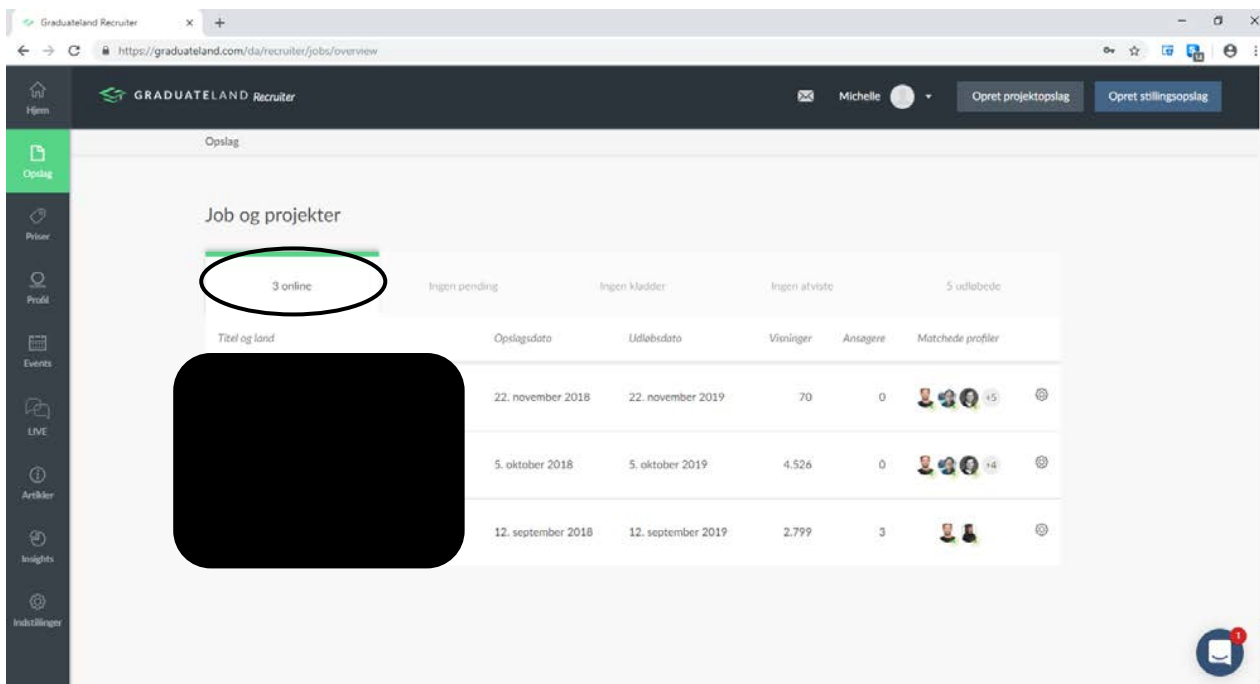 Graduateland Recruiter
https://graduateland.com/da/recruiter/jobs/overview
Hjem
GRADUATELAND Recruiter
Michelle
Opret projektopslag
Opret stillingsopslag
Opslag
Opslag
Priser
Profil
Events
LIVE
Artikler
Insights
Indstillinger
Job og projekter
3 online
Ingen pending
Ingen kladder
Ingen afviste
5 udløbede
Titel og land Opslagsdato Udløbsdato Visninger Ansøgere Matchede profiler
22. november 2018 22. november 2019 70 0 +5
5. oktober 2018 5. oktober 2019 4.526 0 +4
12. september 2018 12. september 2019 2.799 3
1